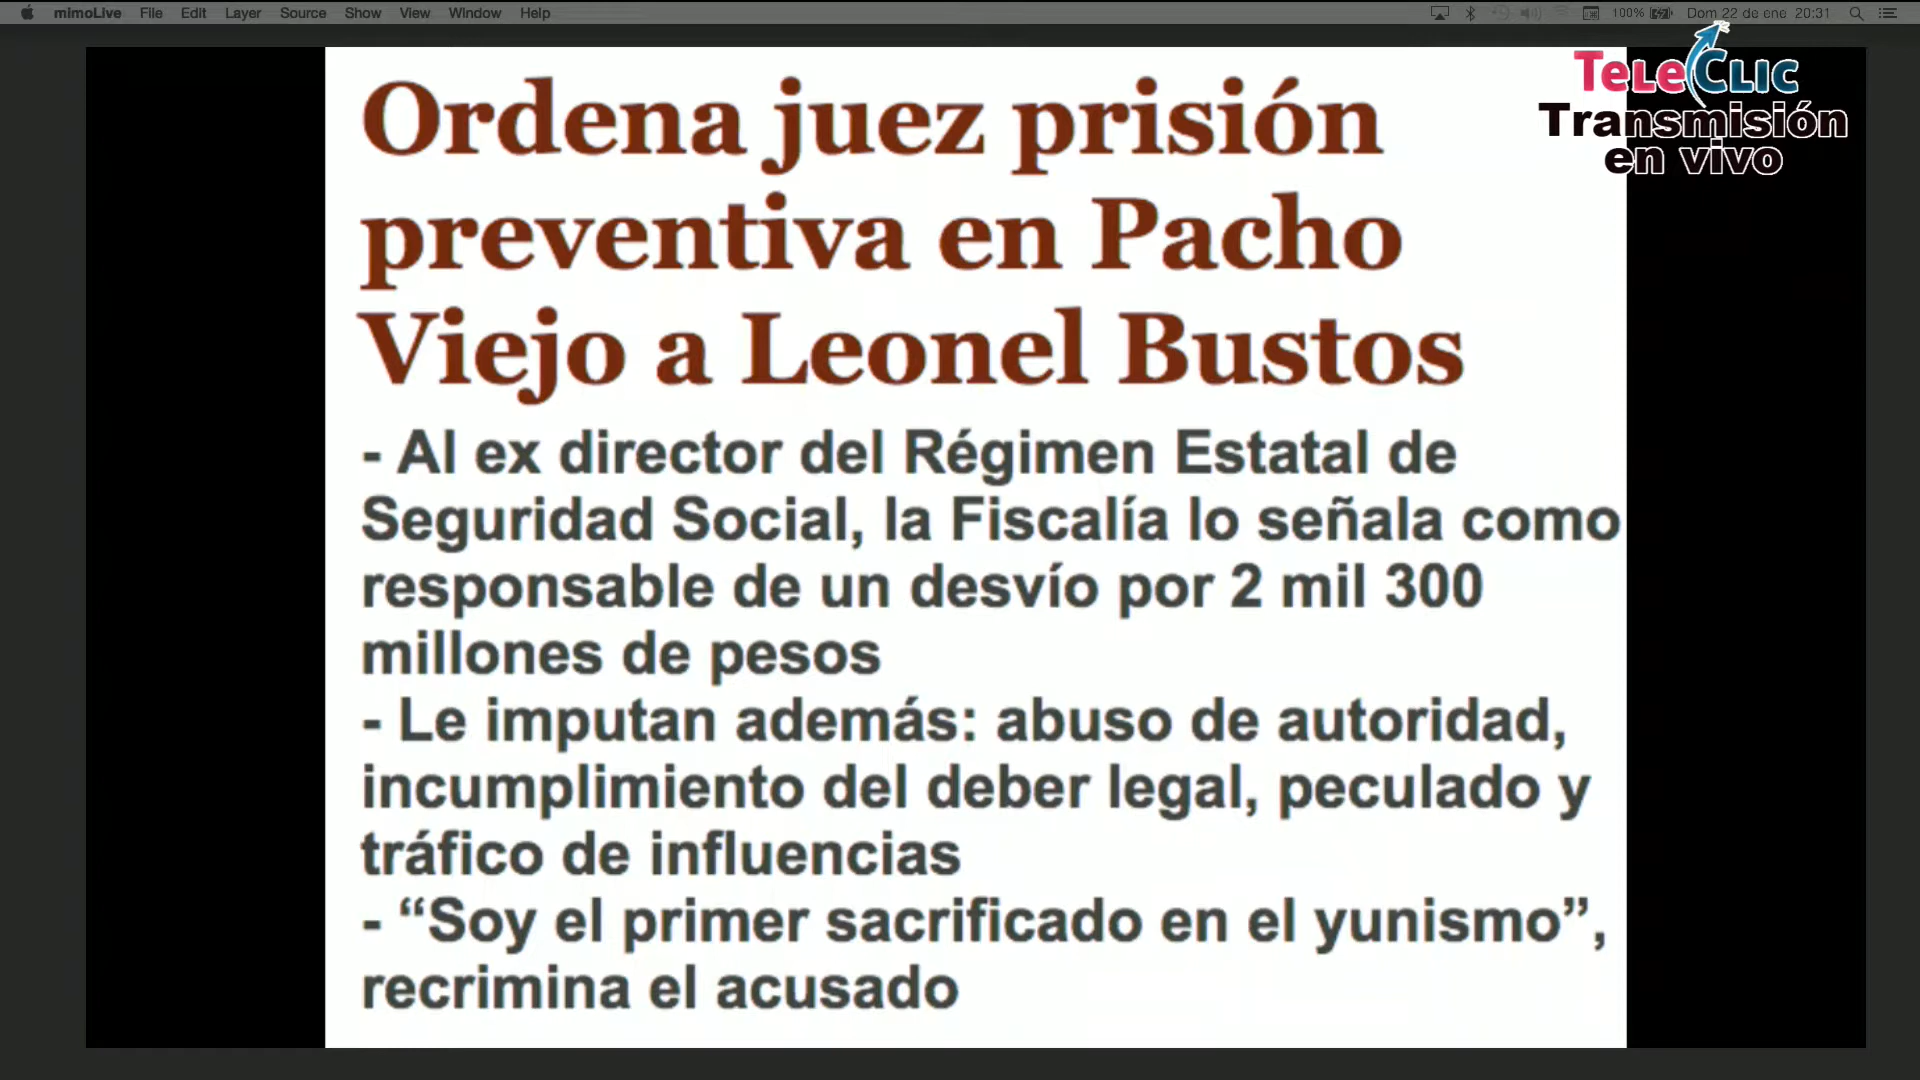 mimoLive File Edit Layer Source Show View Window Help 100% Dom 22 de ene 20:31
TELECLIC
Transmisión
en vivo
Ordena juez prisión
preventiva en Pacho
Viejo a Leonel Bustos
- Al ex director del Régimen Estatal de
Seguridad Social, la Fiscalía lo señala como
responsable de un desvío por 2 mil 300
millones de pesos
- Le imputan además: abuso de autoridad,
incumplimiento del deber legal, peculado y
tráfico de influencias
- “Soy el primer sacrificado en el yunismo”,
recrimina el acusado